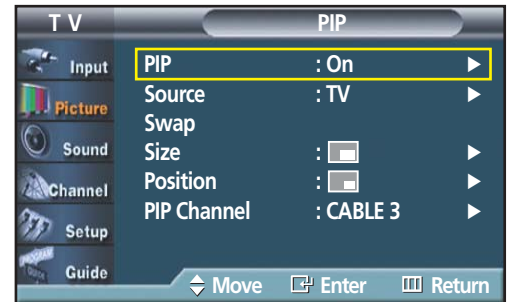 T V
PIP
Input
Picture
Sound
Channel
Setup
Guide
PIP : On ▶
Source : TV ▶
Swap
Size : ▶
Position : ▶
PIP Channel : CABLE 3 ▶
Move Enter Return